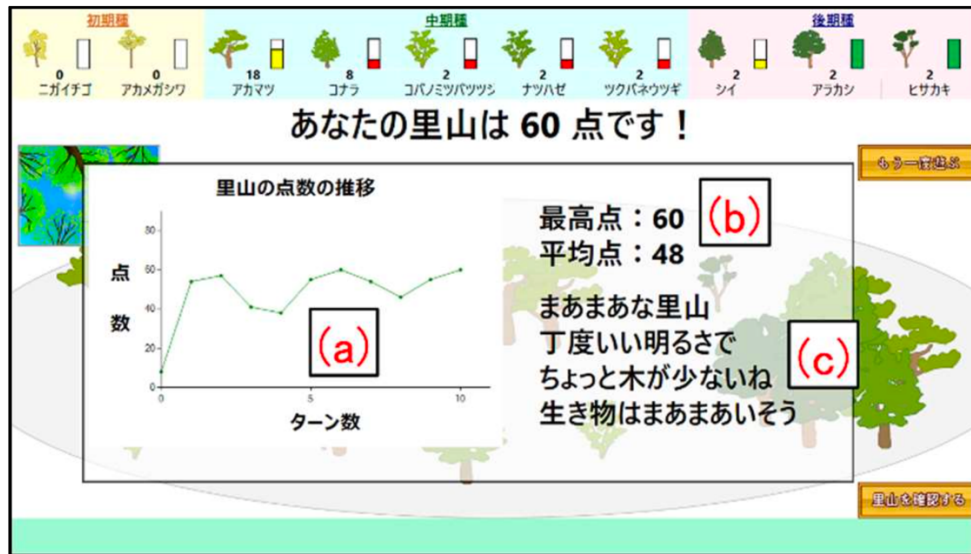 初期種
中期種
後期種
0
0
18
8
2
2
2
2
2
2
ニガイチゴ
アカメガシワ
アカマツ
コナラ
コバノミツバツツジ
ナツハゼ
ツクバネウツギ
シイ
アラカシ
ヒサカキ
あなたの里山は 60 点です！
もう一度遊ぶ
里山の点数の推移
80
60
40
20
0
点
数
0
5
10
ターン数
(a)
最高点：60
平均点：48
(b)
まあまあな里山
丁度いい明るさで
ちょっと木が少ないね
生き物はまあまあいそう
(c)
里山を確認する